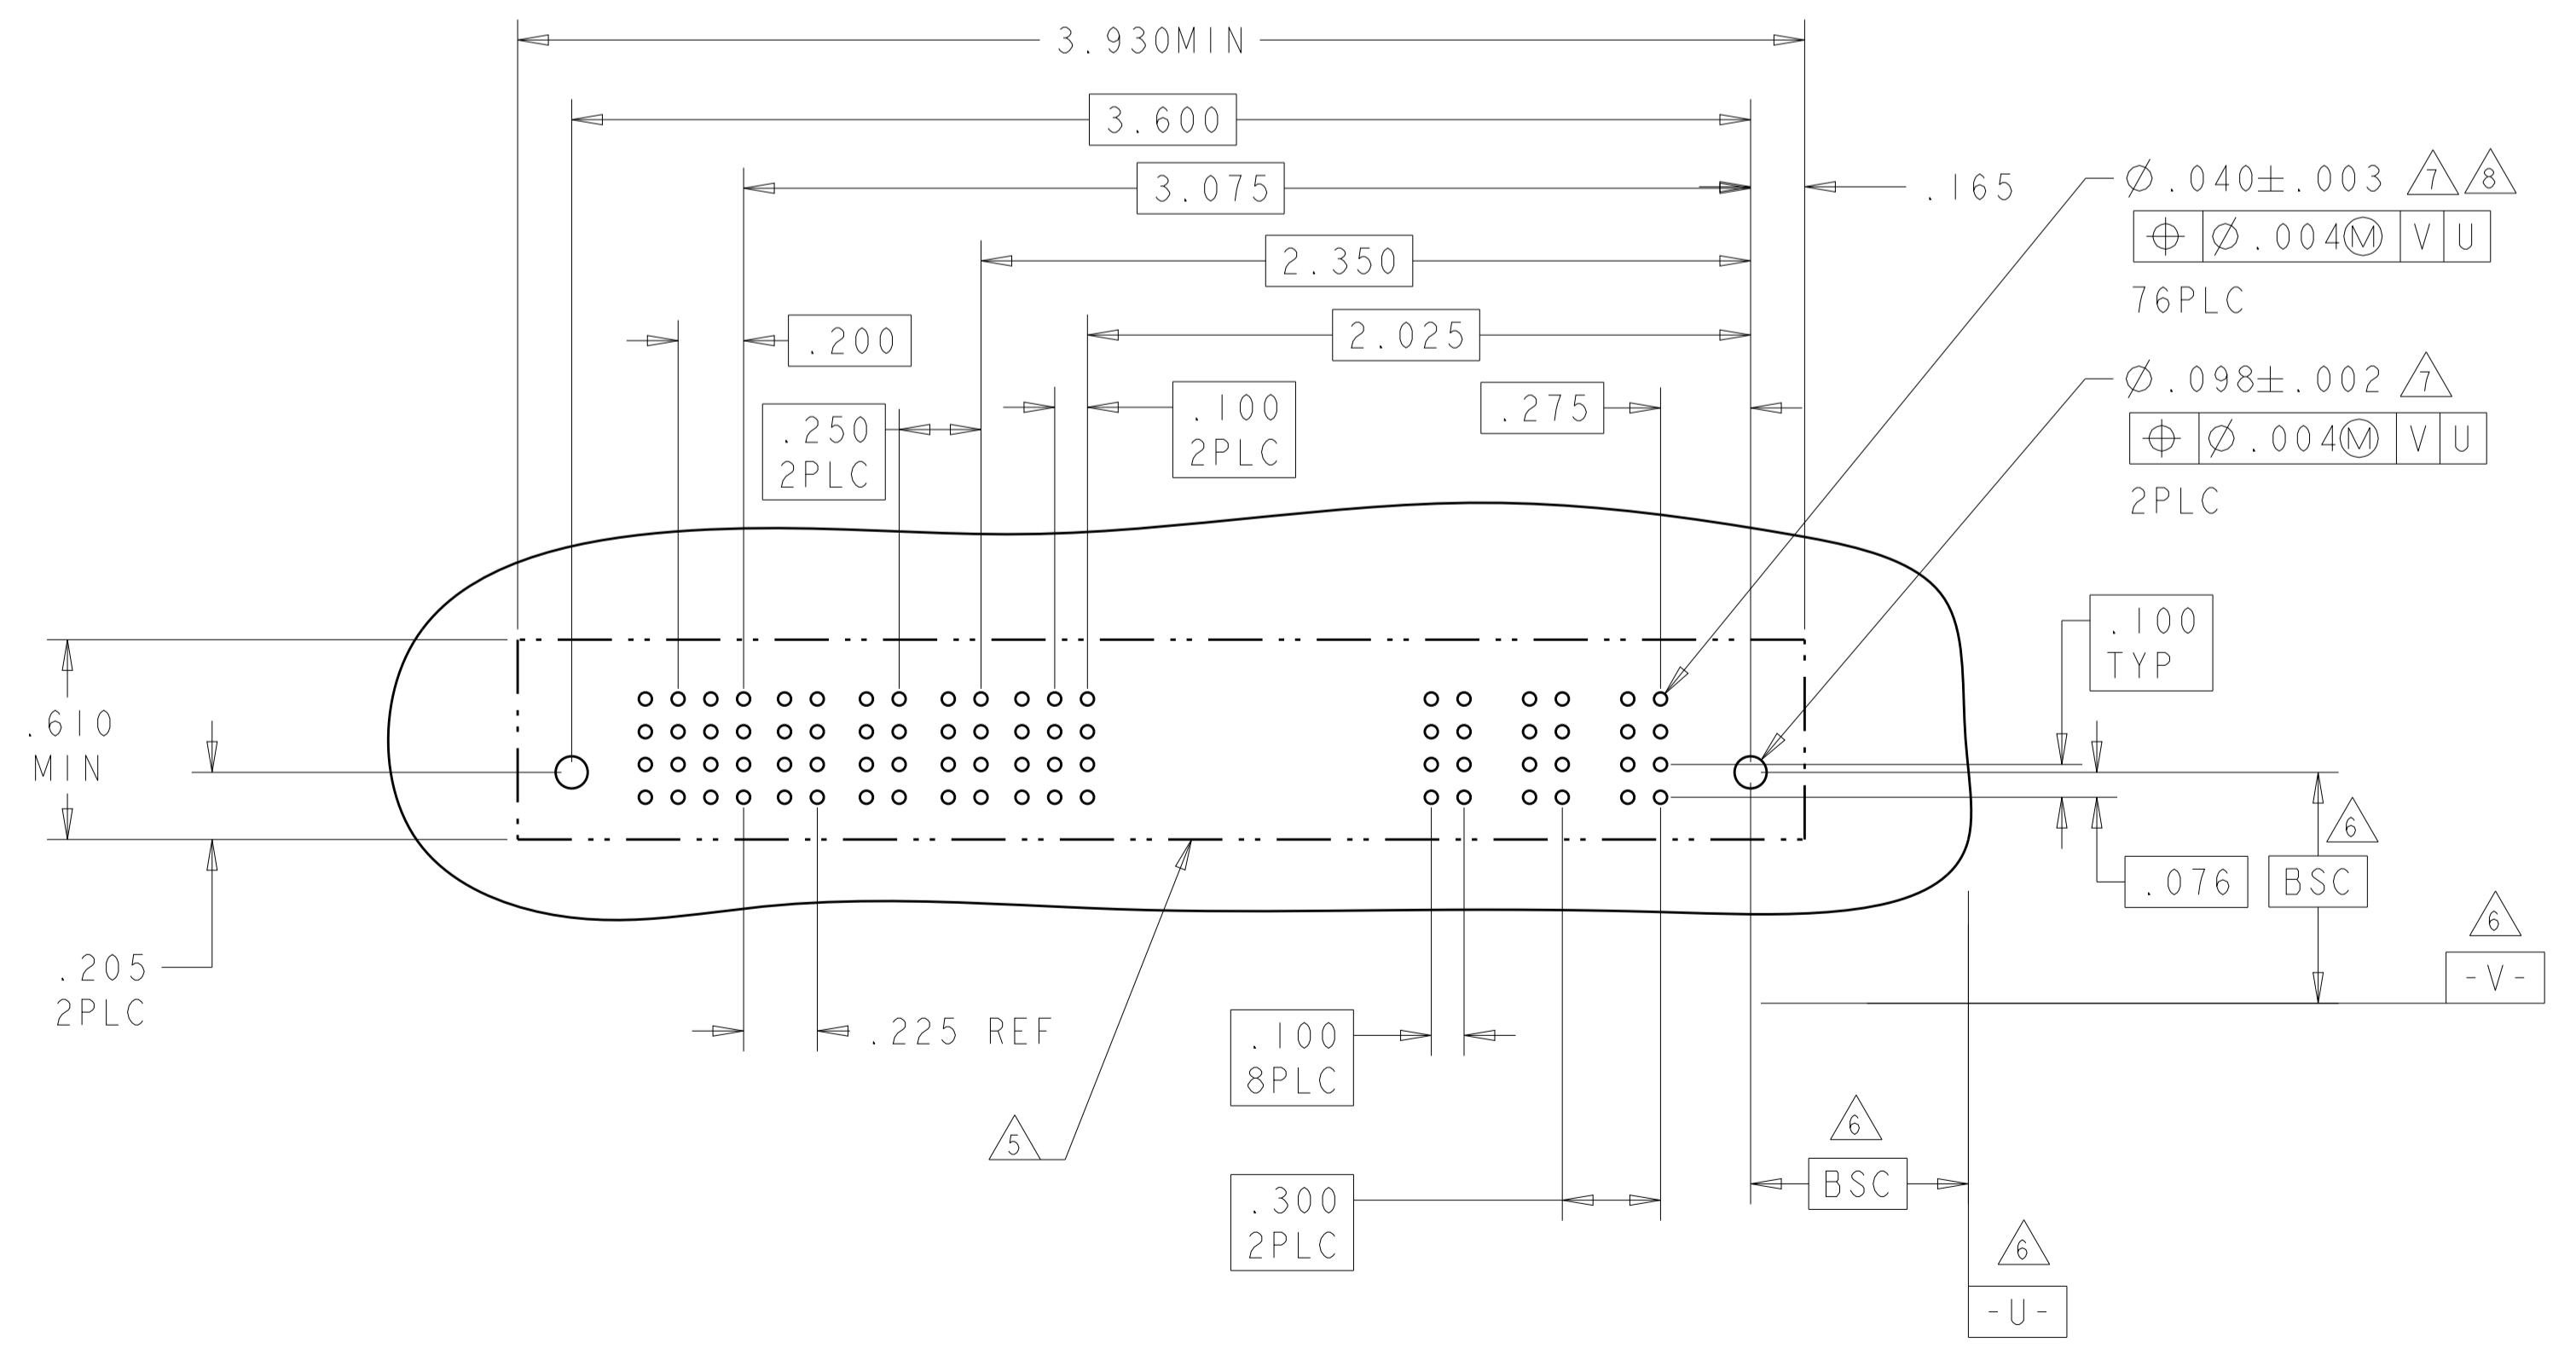 3.930MIN
3.600
3.075
.165
2.350
.200
2.025
.250
2PLC
.100
2PLC
.275
Ø.040±.003 7 8
⌖ Ø.004Ⓜ V U
76PLC
Ø.098±.002 7
⌖ Ø.004Ⓜ V U
2PLC
.100
TYP
.610
MIN
6
.076
BSC
6
-V-
.205
2PLC
.225 REF
.100
8PLC
5
6
BSC
.300
2PLC
6
-U-